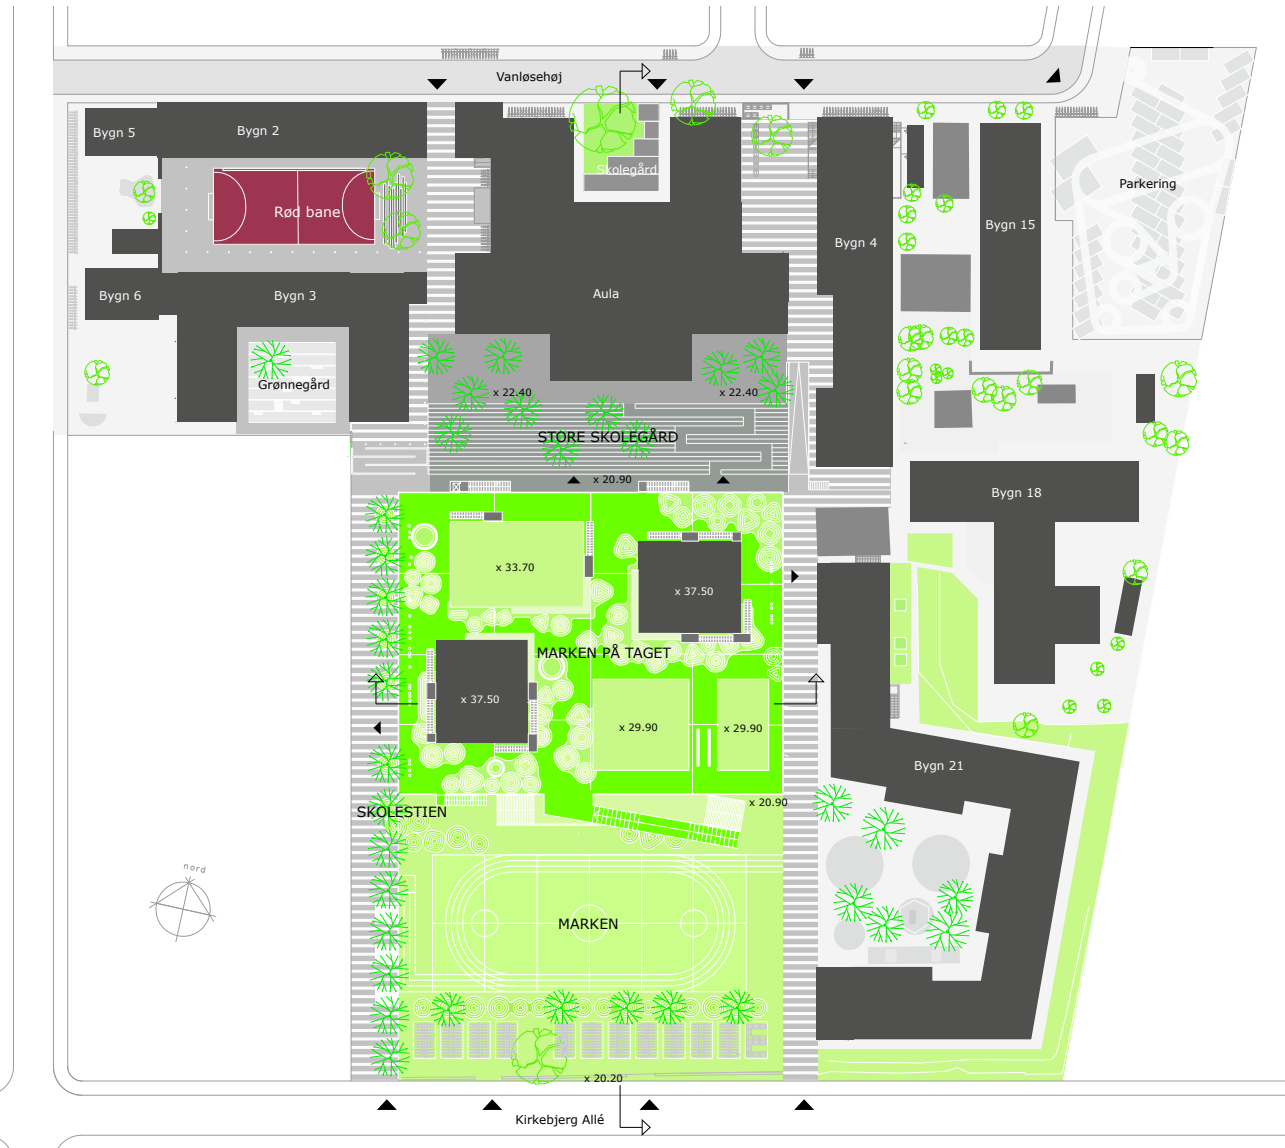 Vanløsehøj
Bygn 5
Bygn 2
Skolegård
Parkering
Rød bane
Bygn 4
Bygn 15
Bygn 6
Bygn 3
Aula
Grønnegård
x 22.40
x 22.40
STORE SKOLEGÅRD
x 20.90
Bygn 18
x 33.70
x 37.50
MARKEN PÅ TAGET
x 37.50
x 29.90
x 29.90
Bygn 21
x 20.90
SKOLESTIEN
nord
MARKEN
x 20.20
Kirkebjerg Allé